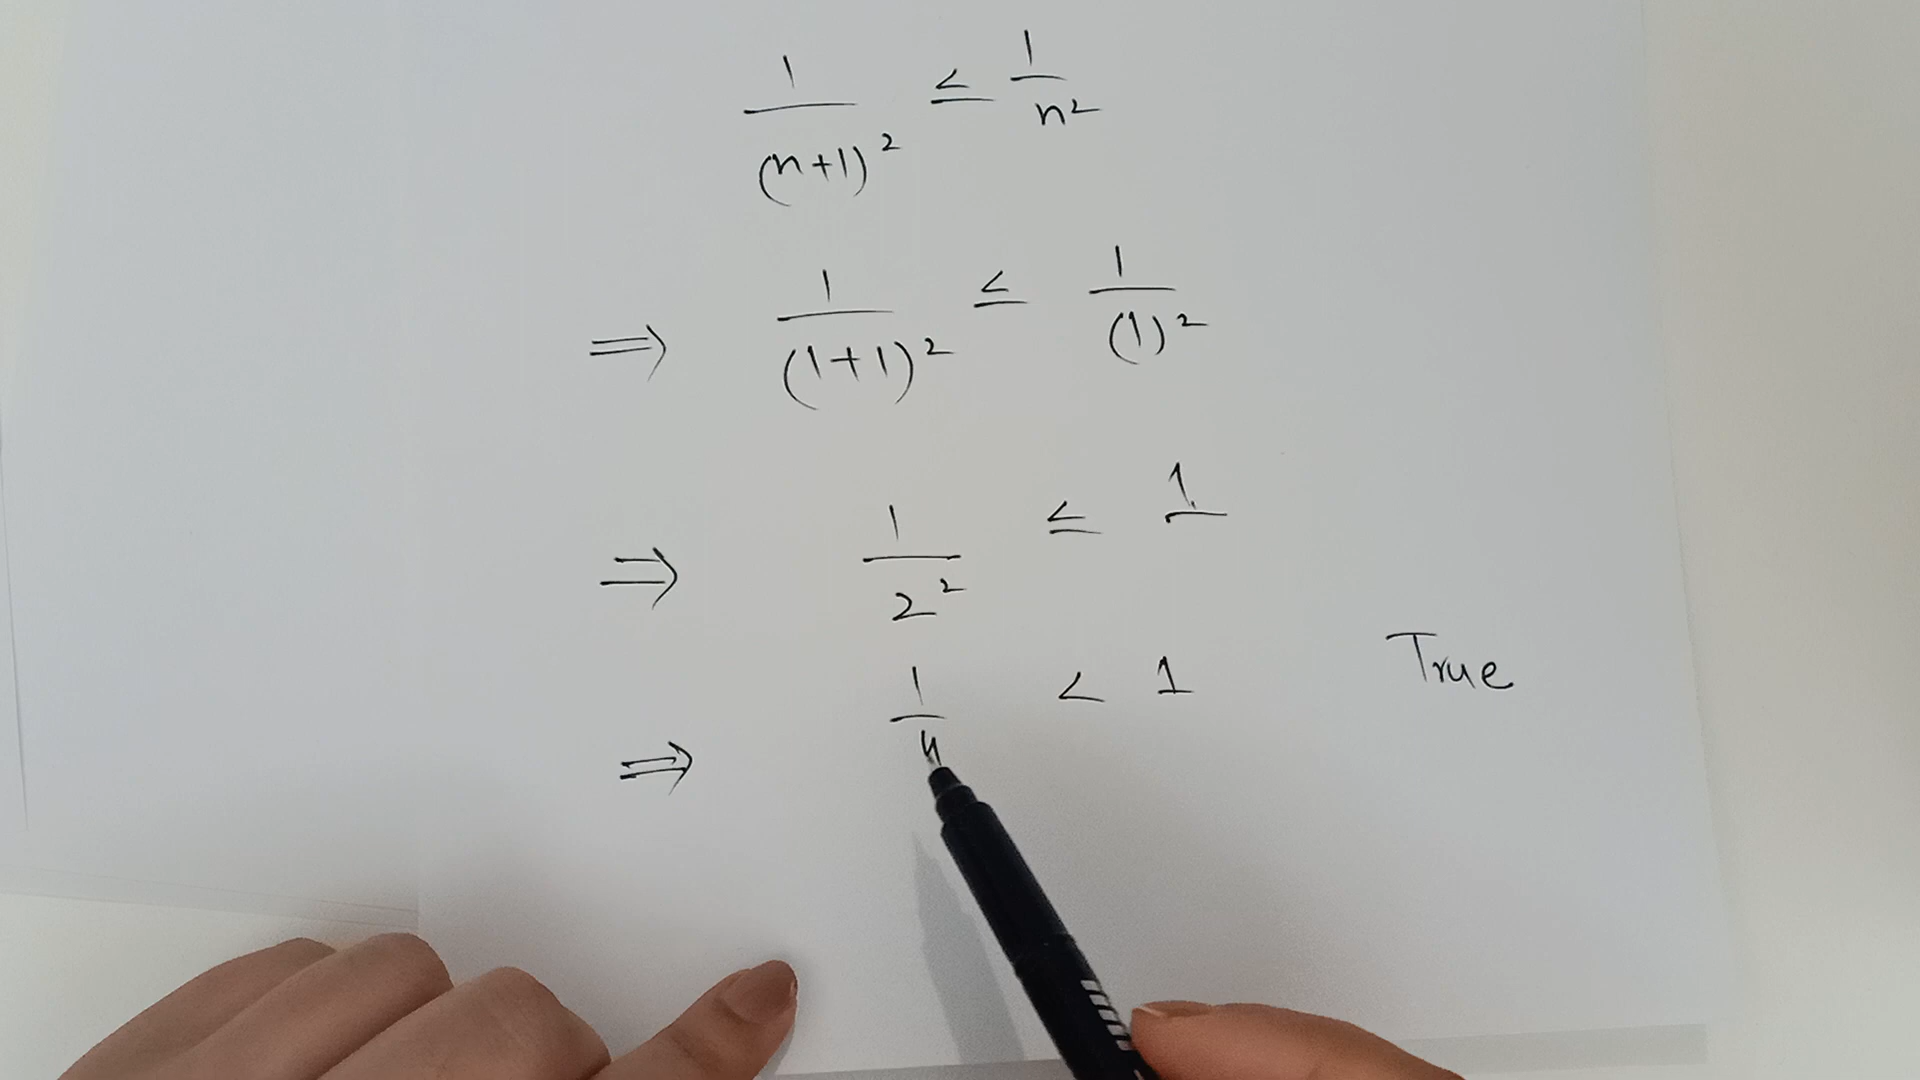 1/(n+1)² ≤ 1/n²
⇒ 1/(1+1)² ≤ 1/(1)²
⇒ 1/2² ≤ 1
⇒ 1/4 < 1 True